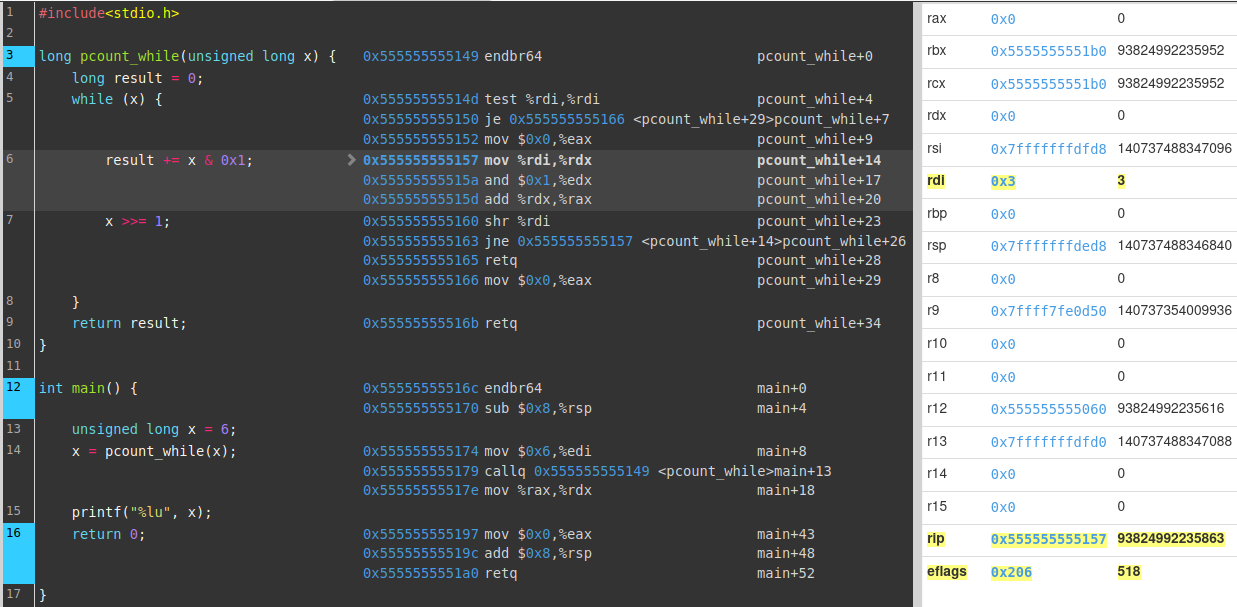 1 #include<stdio.h>
2
3 long pcount_while(unsigned long x) { 0x555555555149 endbr64 pcount_while+0
4 long result = 0;
5 while (x) { 0x55555555514d test %rdi,%rdi pcount_while+4
0x555555555150 je 0x555555555166 <pcount_while+29>pcount_while+7
0x555555555152 mov $0x0,%eax pcount_while+9
6 result += x & 0x1; 0x555555555157 mov %rdi,%rdx pcount_while+14
0x55555555515a and $0x1,%edx pcount_while+17
0x55555555515d add %rdx,%rax pcount_while+20
7 x >>= 1; 0x555555555160 shr %rdi pcount_while+23
0x555555555163 jne 0x555555555157 <pcount_while+14>pcount_while+26
0x555555555165 retq pcount_while+28
0x555555555166 mov $0x0,%eax pcount_while+29
8 }
9 return result; 0x55555555516b retq pcount_while+34
10 }
11
12 int main() { 0x55555555516c endbr64 main+0
0x555555555170 sub $0x8,%rsp main+4
13 unsigned long x = 6;
14 x = pcount_while(x); 0x555555555174 mov $0x6,%edi main+8
0x555555555179 callq 0x555555555149 <pcount_while>main+13
0x55555555517e mov %rax,%rdx main+18
15 printf("%lu", x);
16 return 0; 0x555555555197 mov $0x0,%eax main+43
0x55555555519c add $0x8,%rsp main+48
0x5555555551a0 retq main+52
17 }
rax 0x0 0
rbx 0x5555555551b0 93824992235952
rcx 0x5555555551b0 93824992235952
rdx 0x0 0
rsi 0x7fffffffdfd8 140737488347096
rdi 0x3 3
rbp 0x0 0
rsp 0x7fffffffded8 140737488346840
r8 0x0 0
r9 0x7ffff7fe0d50 140737354009936
r10 0x0 0
r11 0x0 0
r12 0x555555555060 93824992235616
r13 0x7fffffffdfd0 140737488347088
r14 0x0 0
r15 0x0 0
rip 0x555555555157 93824992235863
eflags 0x206 518